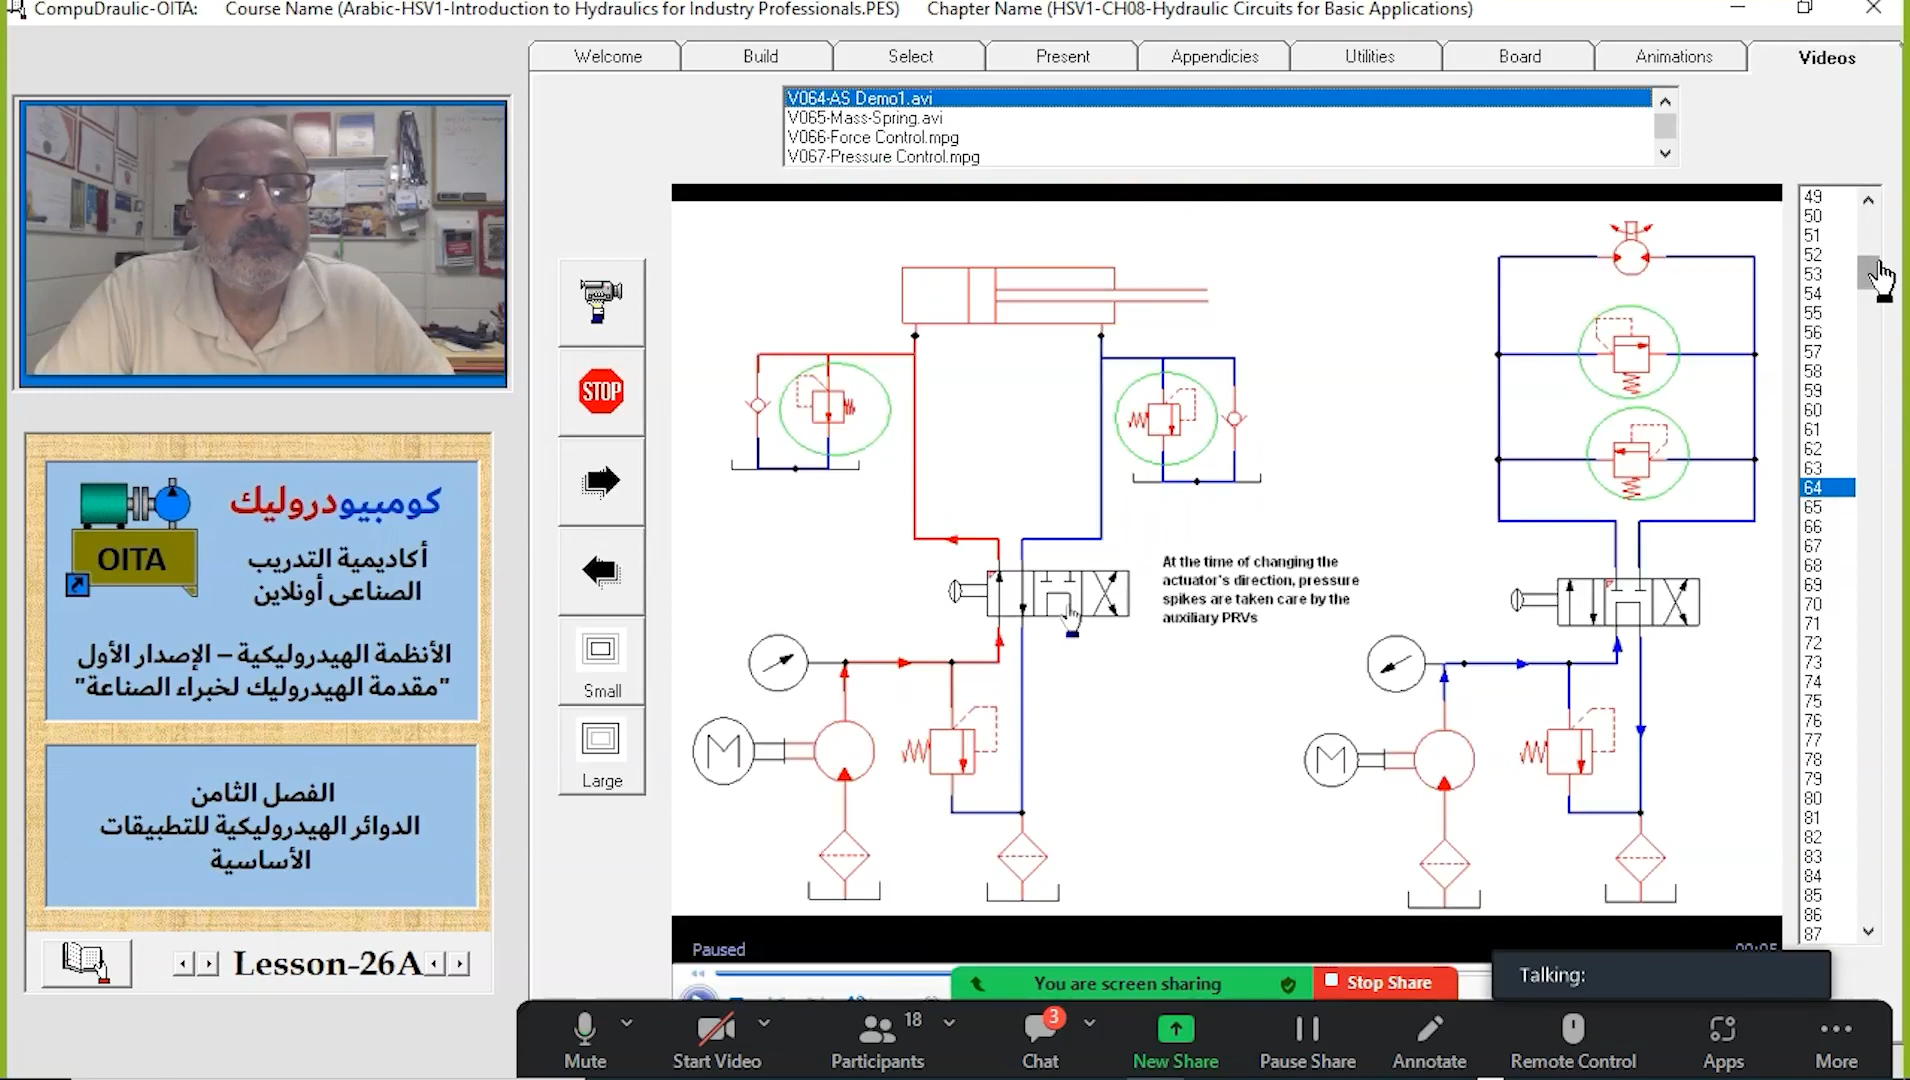 CompuDraulic-OITA: Course Name (Arabic-HSV1-Introduction to Hydraulics for Industry Professionals.PES) Chapter Name (HSV1-CH08-Hydraulic Circuits for Basic Applications)
Welcome Build Select Present Appendicies Utilities Board Animations Videos
V064-AS Demo1.avi
V065-Mass-Spring.avi
V066-Force Control.mpg
V067-Pressure Control.mpg
STOP
Small
Large
كومبيودروليك
أكاديمية التدريب
الصناعى أونلاين
OITA
الأنظمة الهيدروليكية – الإصدار الأول
"مقدمة الهيدروليك لخبراء الصناعة"
الفصل الثامن
الدوائر الهيدروليكية للتطبيقات
الأساسية
Lesson-26A
At the time of changing the
actuator's direction, pressure
spikes are taken care by the
auxiliary PRVs
M
M
49
50
51
52
53
54
55
56
57
58
59
60
61
62
63
64
65
66
67
68
69
70
71
72
73
74
75
76
77
78
79
80
81
82
83
84
85
86
87
Paused
00:05
You are screen sharing
Stop Share
Talking:
18
3
Mute Start Video Participants Chat New Share Pause Share Annotate Remote Control Apps More